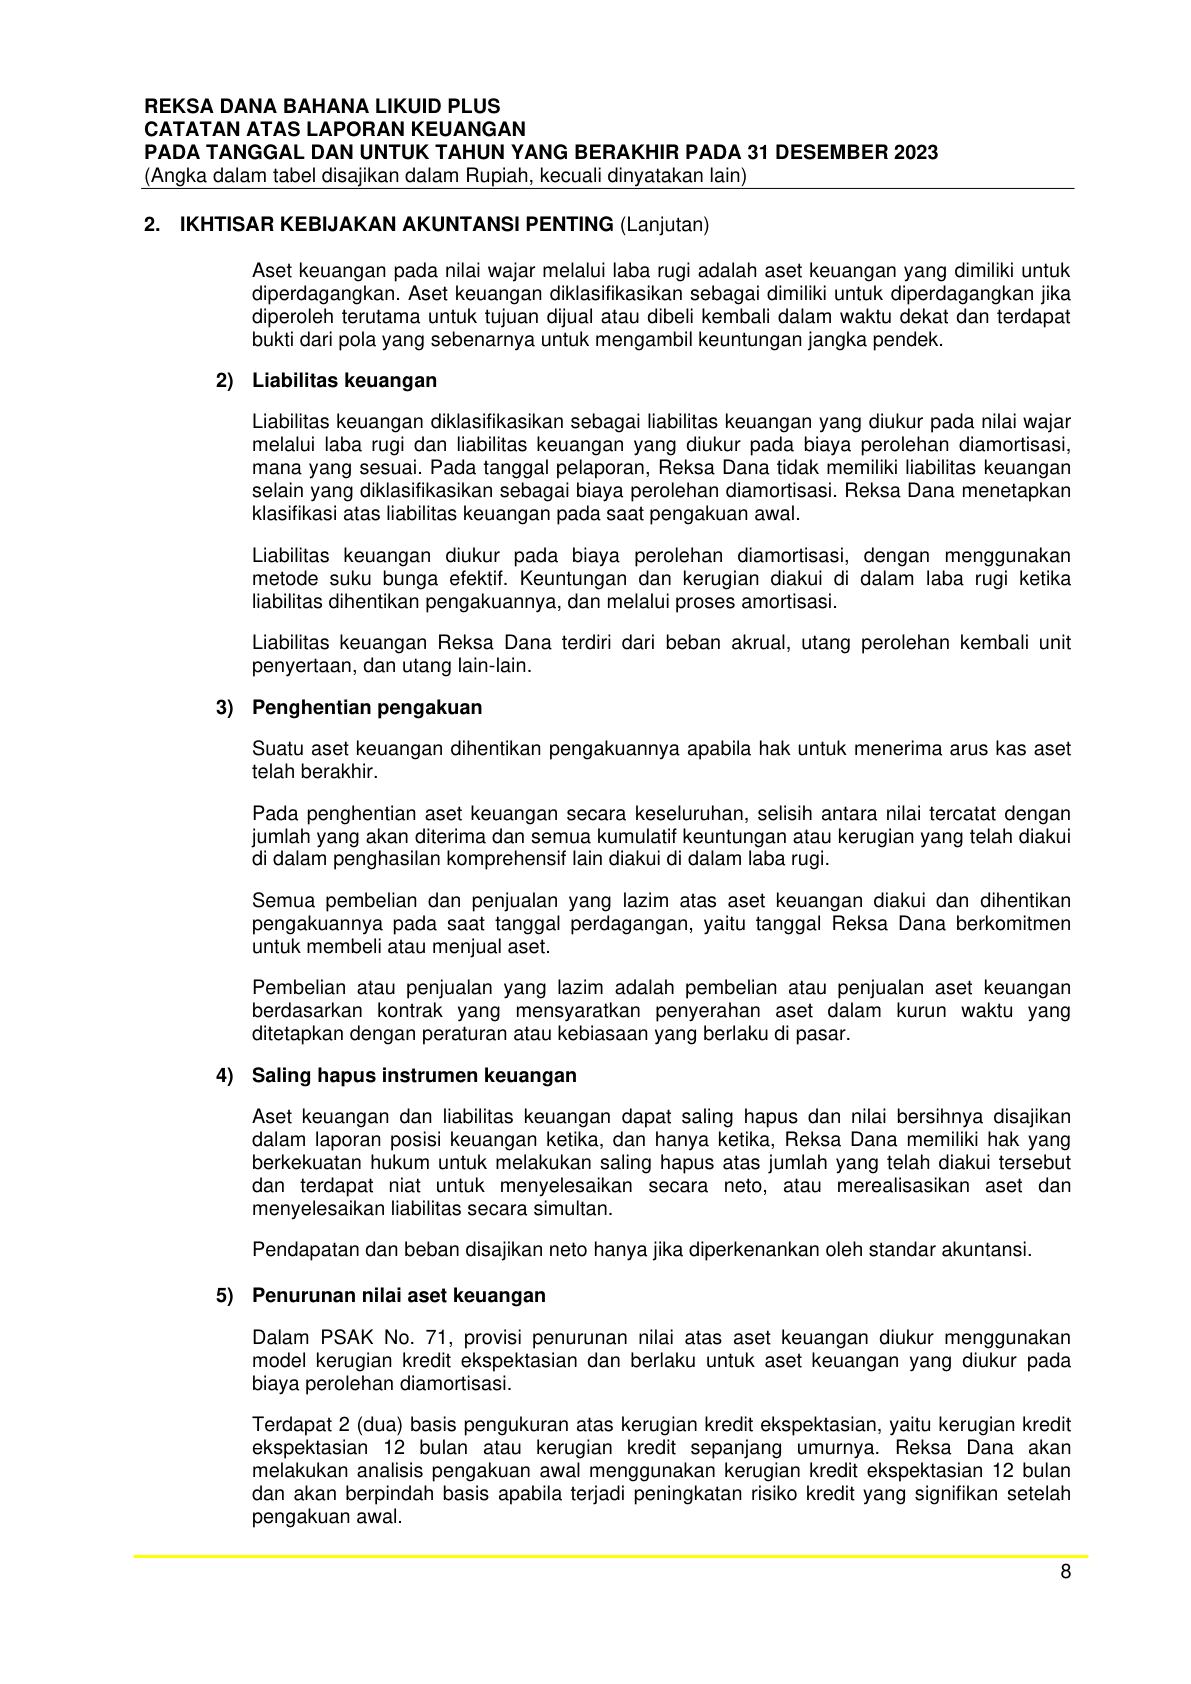 REKSA DANA BAHANA LIKUID PLUS
CATATAN ATAS LAPORAN KEUANGAN
PADA TANGGAL DAN UNTUK TAHUN YANG BERAKHIR PADA 31 DESEMBER 2023
(Angka dalam tabel disajikan dalam Rupiah, kecuali dinyatakan lain)
2. IKHTISAR KEBIJAKAN AKUNTANSI PENTING (Lanjutan)
Aset keuangan pada nilai wajar melalui laba rugi adalah aset keuangan yang dimiliki untuk
diperdagangkan. Aset keuangan diklasifikasikan sebagai dimiliki untuk diperdagangkan jika
diperoleh terutama untuk tujuan dijual atau dibeli kembali dalam waktu dekat dan terdapat
bukti dari pola yang sebenarnya untuk mengambil keuntungan jangka pendek.
2) Liabilitas keuangan
Liabilitas keuangan diklasifikasikan sebagai liabilitas keuangan yang diukur pada nilai wajar
melalui laba rugi dan liabilitas keuangan yang diukur pada biaya perolehan diamortisasi,
mana yang sesuai. Pada tanggal pelaporan, Reksa Dana tidak memiliki liabilitas keuangan
selain yang diklasifikasikan sebagai biaya perolehan diamortisasi. Reksa Dana menetapkan
klasifikasi atas liabilitas keuangan pada saat pengakuan awal.
Liabilitas keuangan diukur pada biaya perolehan diamortisasi, dengan menggunakan
metode suku bunga efektif. Keuntungan dan kerugian diakui di dalam laba rugi ketika
liabilitas dihentikan pengakuannya, dan melalui proses amortisasi.
Liabilitas keuangan Reksa Dana terdiri dari beban akrual, utang perolehan kembali unit
penyertaan, dan utang lain-lain.
3) Penghentian pengakuan
Suatu aset keuangan dihentikan pengakuannya apabila hak untuk menerima arus kas aset
telah berakhir.
Pada penghentian aset keuangan secara keseluruhan, selisih antara nilai tercatat dengan
jumlah yang akan diterima dan semua kumulatif keuntungan atau kerugian yang telah diakui
di dalam penghasilan komprehensif lain diakui di dalam laba rugi.
Semua pembelian dan penjualan yang lazim atas aset keuangan diakui dan dihentikan
pengakuannya pada saat tanggal perdagangan, yaitu tanggal Reksa Dana berkomitmen
untuk membeli atau menjual aset.
Pembelian atau penjualan yang lazim adalah pembelian atau penjualan aset keuangan
berdasarkan kontrak yang mensyaratkan penyerahan aset dalam kurun waktu yang
ditetapkan dengan peraturan atau kebiasaan yang berlaku di pasar.
4) Saling hapus instrumen keuangan
Aset keuangan dan liabilitas keuangan dapat saling hapus dan nilai bersihnya disajikan
dalam laporan posisi keuangan ketika, dan hanya ketika, Reksa Dana memiliki hak yang
berkekuatan hukum untuk melakukan saling hapus atas jumlah yang telah diakui tersebut
dan terdapat niat untuk menyelesaikan secara neto, atau merealisasikan aset dan
menyelesaikan liabilitas secara simultan.
Pendapatan dan beban disajikan neto hanya jika diperkenankan oleh standar akuntansi.
5) Penurunan nilai aset keuangan
Dalam PSAK No. 71, provisi penurunan nilai atas aset keuangan diukur menggunakan
model kerugian kredit ekspektasian dan berlaku untuk aset keuangan yang diukur pada
biaya perolehan diamortisasi.
Terdapat 2 (dua) basis pengukuran atas kerugian kredit ekspektasian, yaitu kerugian kredit
ekspektasian 12 bulan atau kerugian kredit sepanjang umurnya. Reksa Dana akan
melakukan analisis pengakuan awal menggunakan kerugian kredit ekspektasian 12 bulan
dan akan berpindah basis apabila terjadi peningkatan risiko kredit yang signifikan setelah
pengakuan awal.
8